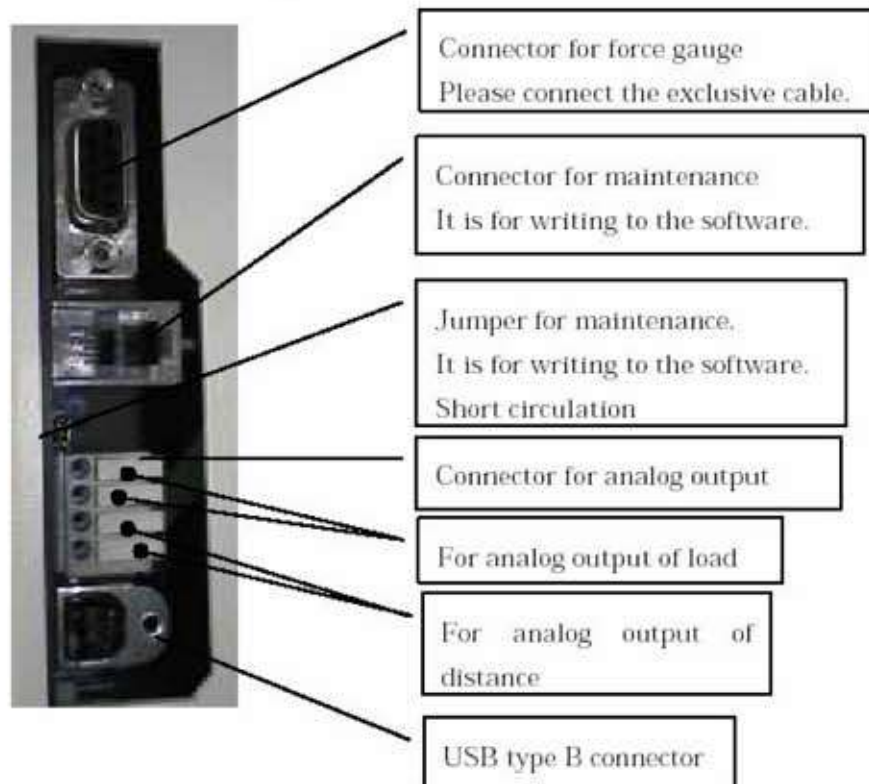 Connector for force gauge
Please connect the exclusive cable.
Connector for maintenance
It is for writing to the software.
Jumper for maintenance.
It is for writing to the software.
Short circulation
Connector for analog output
For analog output of load
For analog output of
distance
USB type B connector